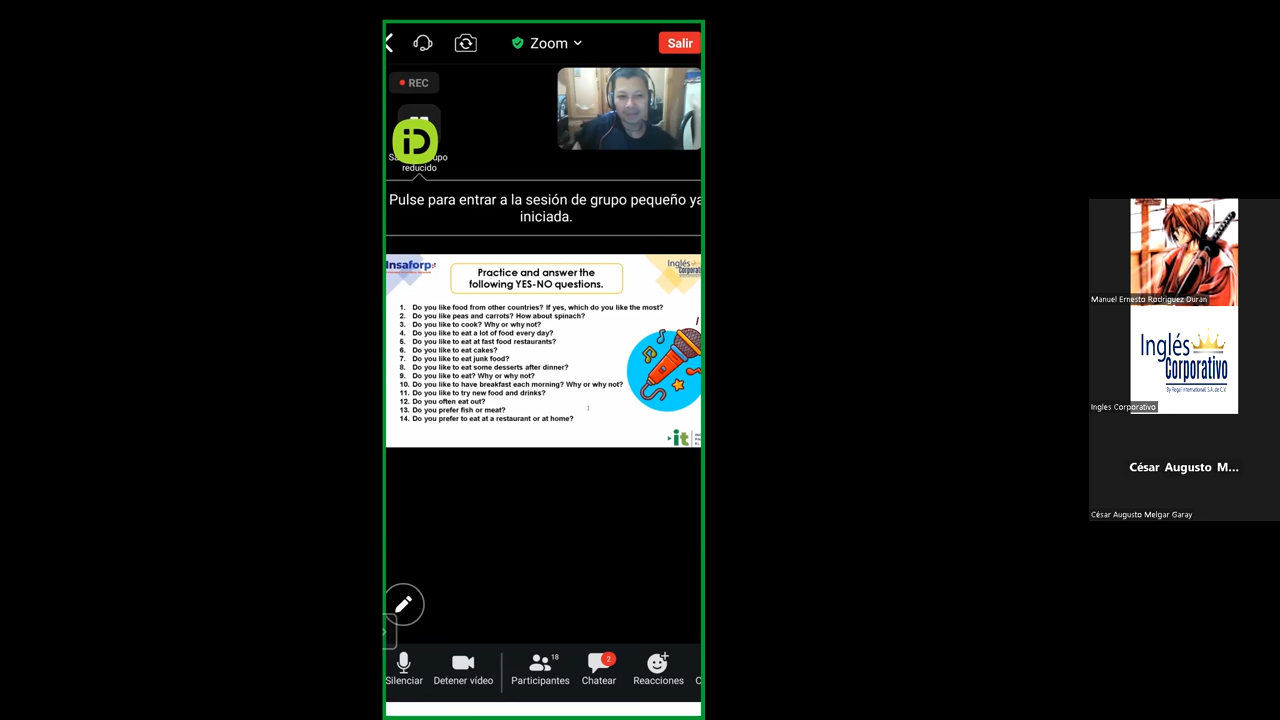 Zoom
Salir
REC
iD
reducido
Pulse para entrar a la sesión de grupo pequeño ya
iniciada.
Insaforp
Inglés
Corporativo
Practice and answer the
following YES-NO questions.
1. Do you like food from other countries? If yes, which do you like the most?
2. Do you like peas and carrots? How about spinach?
3. Do you like to cook? Why or why not?
4. Do you like to eat a lot of food every day?
5. Do you like to eat at fast food restaurants?
6. Do you like to eat cakes?
7. Do you like to eat junk food?
8. Do you like to eat some desserts after dinner?
9. Do you like to eat? Why or why not?
10. Do you like to have breakfast each morning? Why or why not?
11. Do you like to try new food and drinks?
12. Do you often eat out?
13. Do you prefer fish or meat?
14. Do you prefer to eat at a restaurant or at home?
it
Silenciar
Detener vídeo
Participantes
18
Chatear
2
Reacciones
Manuel Ernesto Rodriguez Duran
Inglés
Corporativo
By Regal International, S.A. de C.V.
Ingles Corporativo
César Augusto M...
César Augusto Melgar Garay